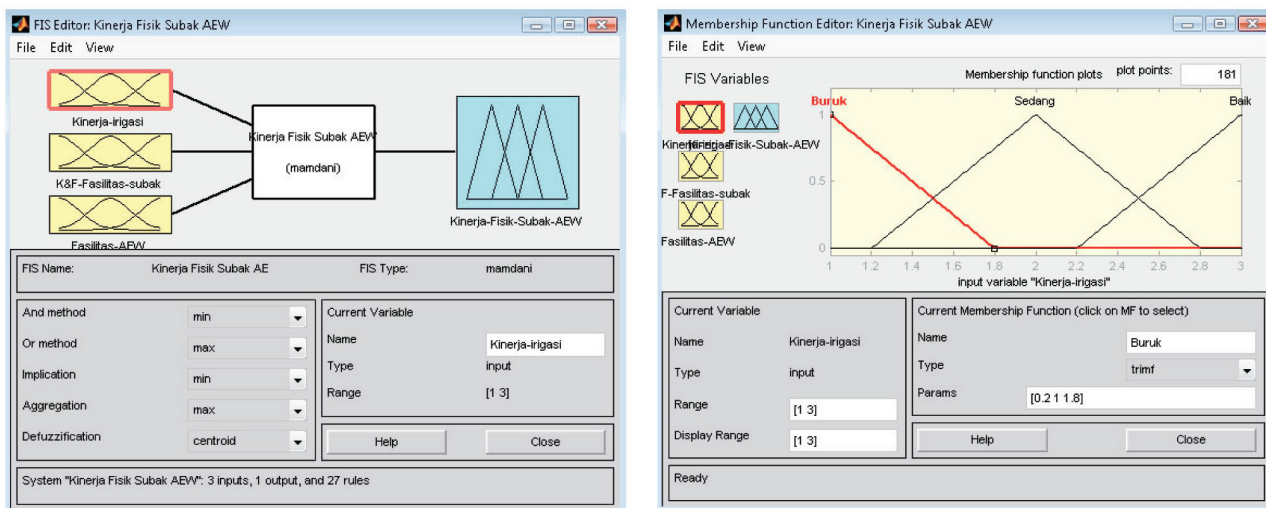 FIS Editor: Kinerja Fisik Subak AEW
File Edit View
Kinerja-irigasi
K&F-Fasilitas-subak
Fasilitas-AEW
Kinerja Fisik Subak AEW
(mamdani)
Kinerja-Fisik-Subak-AEW
FIS Name: Kinerja Fisik Subak AE FIS Type: mamdani
And method min
Or method max
Implication min
Aggregation max
Defuzzification centroid
Current Variable
Name Kinerja-irigasi
Type input
Range [1 3]
Help Close
System "Kinerja Fisik Subak AEW": 3 inputs, 1 output, and 27 rules
Membership Function Editor: Kinerja Fisik Subak AEW
File Edit View
FIS Variables
Membership function plots plot points: 181
Fisik-Subak-AEW
F-Fasilitas-subak
Fasilitas-AEW
Buruk Sedang Baik
1
0.5
0
1 1.2 1.4 1.6 1.8 2 2.2 2.4 2.6 2.8 3
input variable "Kinerja-irigasi"
Current Variable
Name Kinerja-irigasi
Type input
Range [1 3]
Display Range [1 3]
Current Membership Function (click on MF to select)
Name Buruk
Type trimf
Params [0.2 1 1.8]
Help Close
Ready